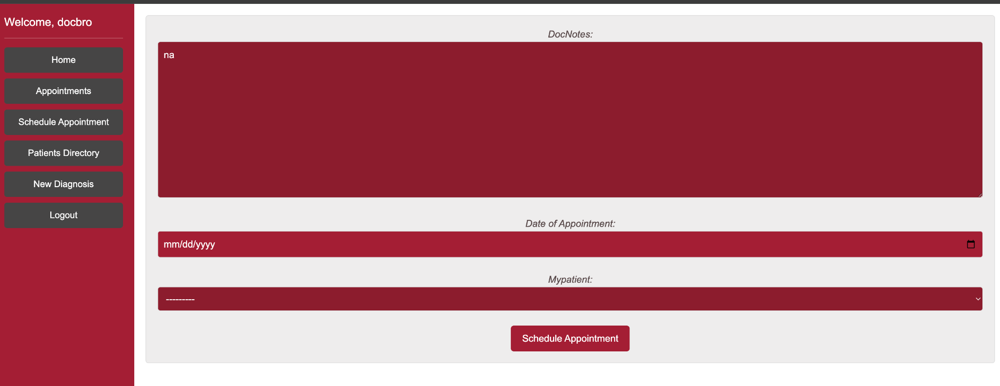 Welcome, docbro
Home
Appointments
Schedule Appointment
Patients Directory
New Diagnosis
Logout
DocNotes:
na
Date of Appointment:
mm/dd/yyyy
Mypatient:
---------
Schedule Appointment